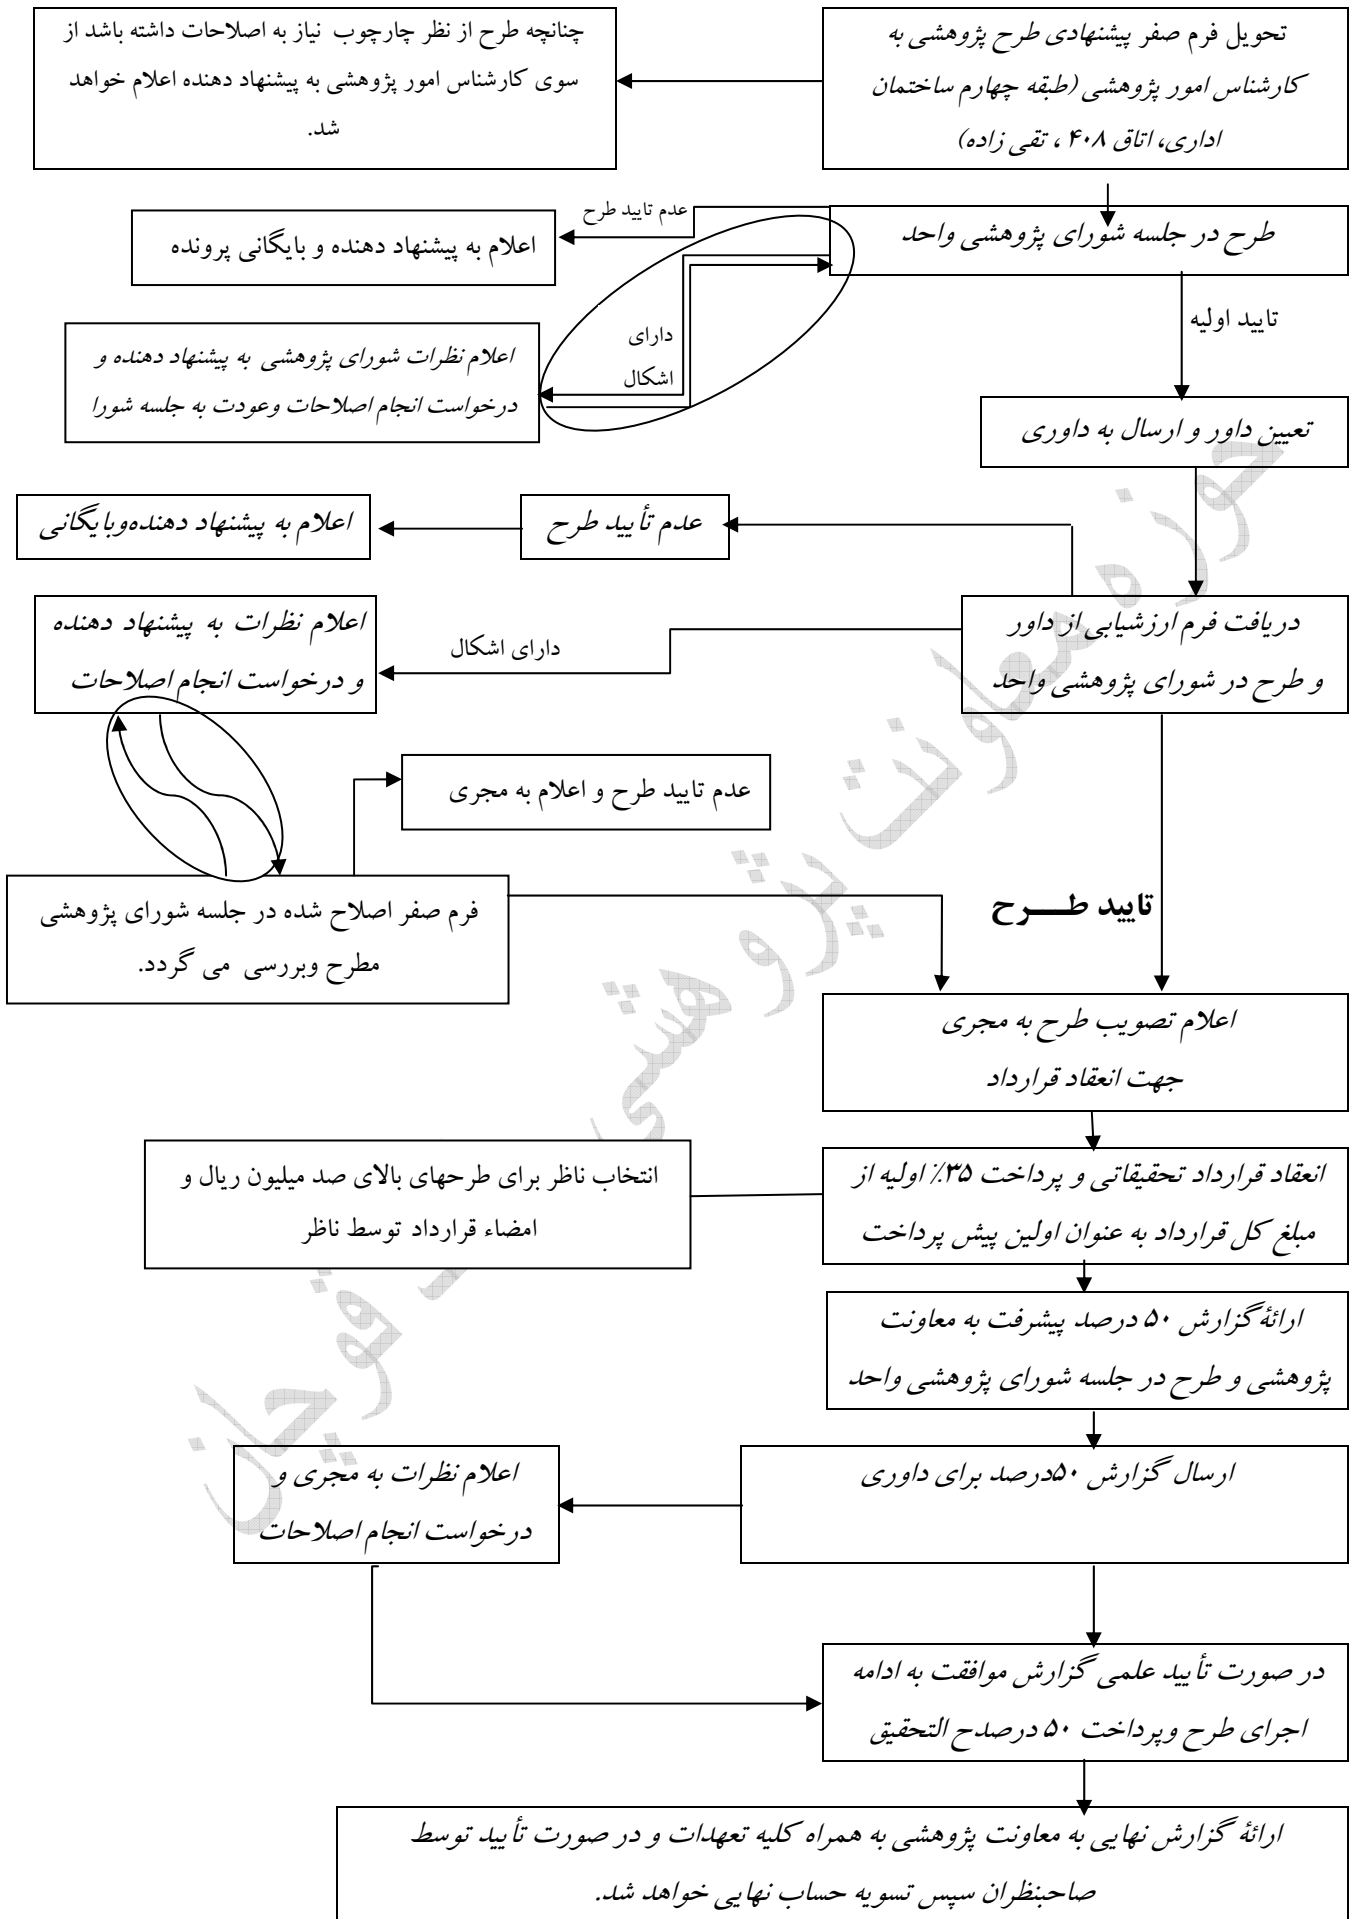 تحویل فرم صفر پیشنهادی طرح پژوهشی به
کارشناس امور پژوهشی (طبقه چهارم ساختمان
اداری، اتاق ۴۰۸ ، تقی زاده)
چنانچه طرح از نظر چارچوب نیاز به اصلاحات داشته باشد از
سوی کارشناس امور پژوهشی به پیشنهاد دهنده اعلام خواهد
شد.
طرح در جلسه شورای پژوهشی واحد
عدم تایید طرح
اعلام به پیشنهاد دهنده و بایگانی پرونده
دارای
اشکال
اعلام نظرات شورای پژوهشی به پیشنهاد دهنده و
درخواست انجام اصلاحات وعودت به جلسه شورا
تایید اولیه
تعیین داور و ارسال به داوری
عدم تأیید طرح
اعلام به پیشنهاد دهنده‌وبایگانی
دریافت فرم ارزشیابی از داور
و طرح در شورای پژوهشی واحد
دارای اشکال
اعلام نظرات به پیشنهاد دهنده
و درخواست انجام اصلاحات
عدم تایید طرح و اعلام به مجری
فرم صفر اصلاح شده در جلسه شورای پژوهشی
مطرح وبررسی می گردد.
تایید طـــرح
اعلام تصویب طرح به مجری
جهت انعقاد قرارداد
انعقاد قرارداد تحقیقاتی و پرداخت ۳۵٪ اولیه از
مبلغ کل قرارداد به عنوان اولین پیش پرداخت
انتخاب ناظر برای طرحهای بالای صد میلیون ریال و
امضاء قرارداد توسط ناظر
ارائۀ گزارش ۵۰ درصد پیشرفت به معاونت
پژوهشی و طرح در جلسه شورای پژوهشی واحد
ارسال گزارش ۵۰درصد برای داوری
اعلام نظرات به مجری و
درخواست انجام اصلاحات
در صورت تأیید علمی گزارش موافقت به ادامه
اجرای طرح وپرداخت ۵۰ درصدح التحقیق
ارائۀ گزارش نهایی به معاونت پژوهشی به همراه کلیه تعهدات و در صورت تأیید توسط
صاحبنظران سپس تسویه حساب نهایی خواهد شد.
حوزه معاونت پژوهشی قوچان